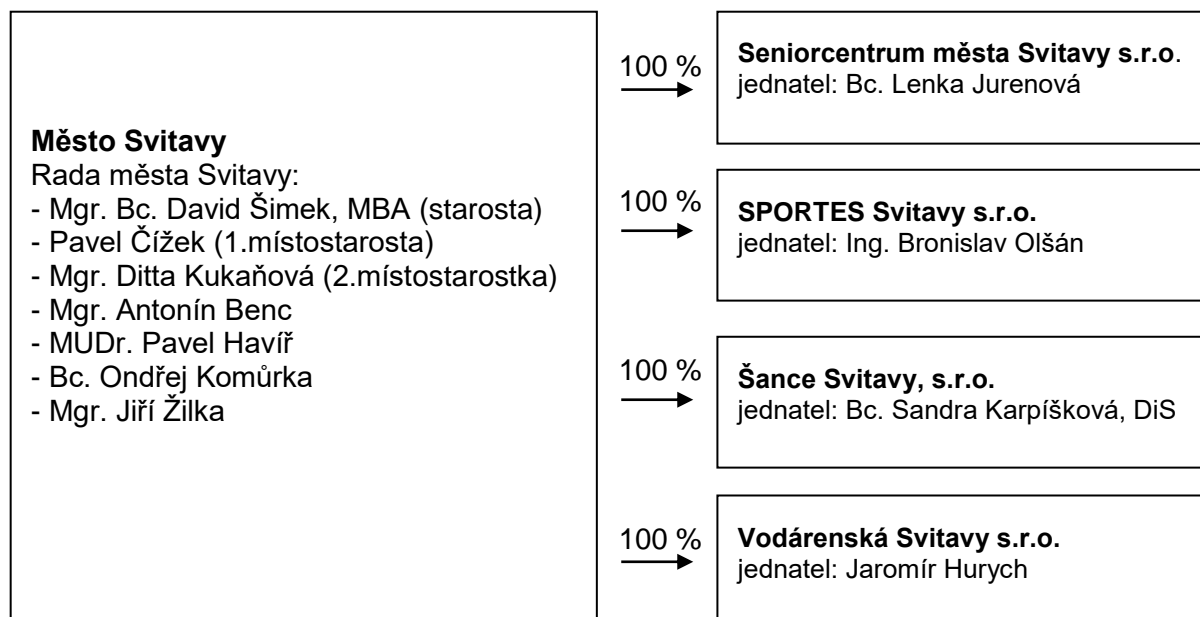 Město Svitavy
Rada města Svitavy:
- Mgr. Bc. David Šimek, MBA (starosta)
- Pavel Čížek (1.místostarosta)
- Mgr. Ditta Kukaňová (2.místostarostka)
- Mgr. Antonín Benc
- MUDr. Pavel Havíř
- Bc. Ondřej Komůrka
- Mgr. Jiří Žilka
100 %
Seniorcentrum města Svitavy s.r.o.
jednatel: Bc. Lenka Jurenová
100 %
SPORTES Svitavy s.r.o.
jednatel: Ing. Bronislav Olšán
100 %
Šance Svitavy, s.r.o.
jednatel: Bc. Sandra Karpíšková, DiS
100 %
Vodárenská Svitavy s.r.o.
jednatel: Jaromír Hurych